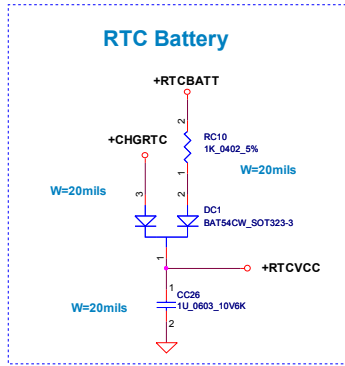 RTC Battery
+RTCBATT
2
RC10
1K_0402_5%
+CHGRTC
1
W=20mils
W=20mils
3
2
DC1
BAT54CW_SOT323-3
1
+RTCVCC
1
CC26
1U_0603_10V6K
W=20mils
2